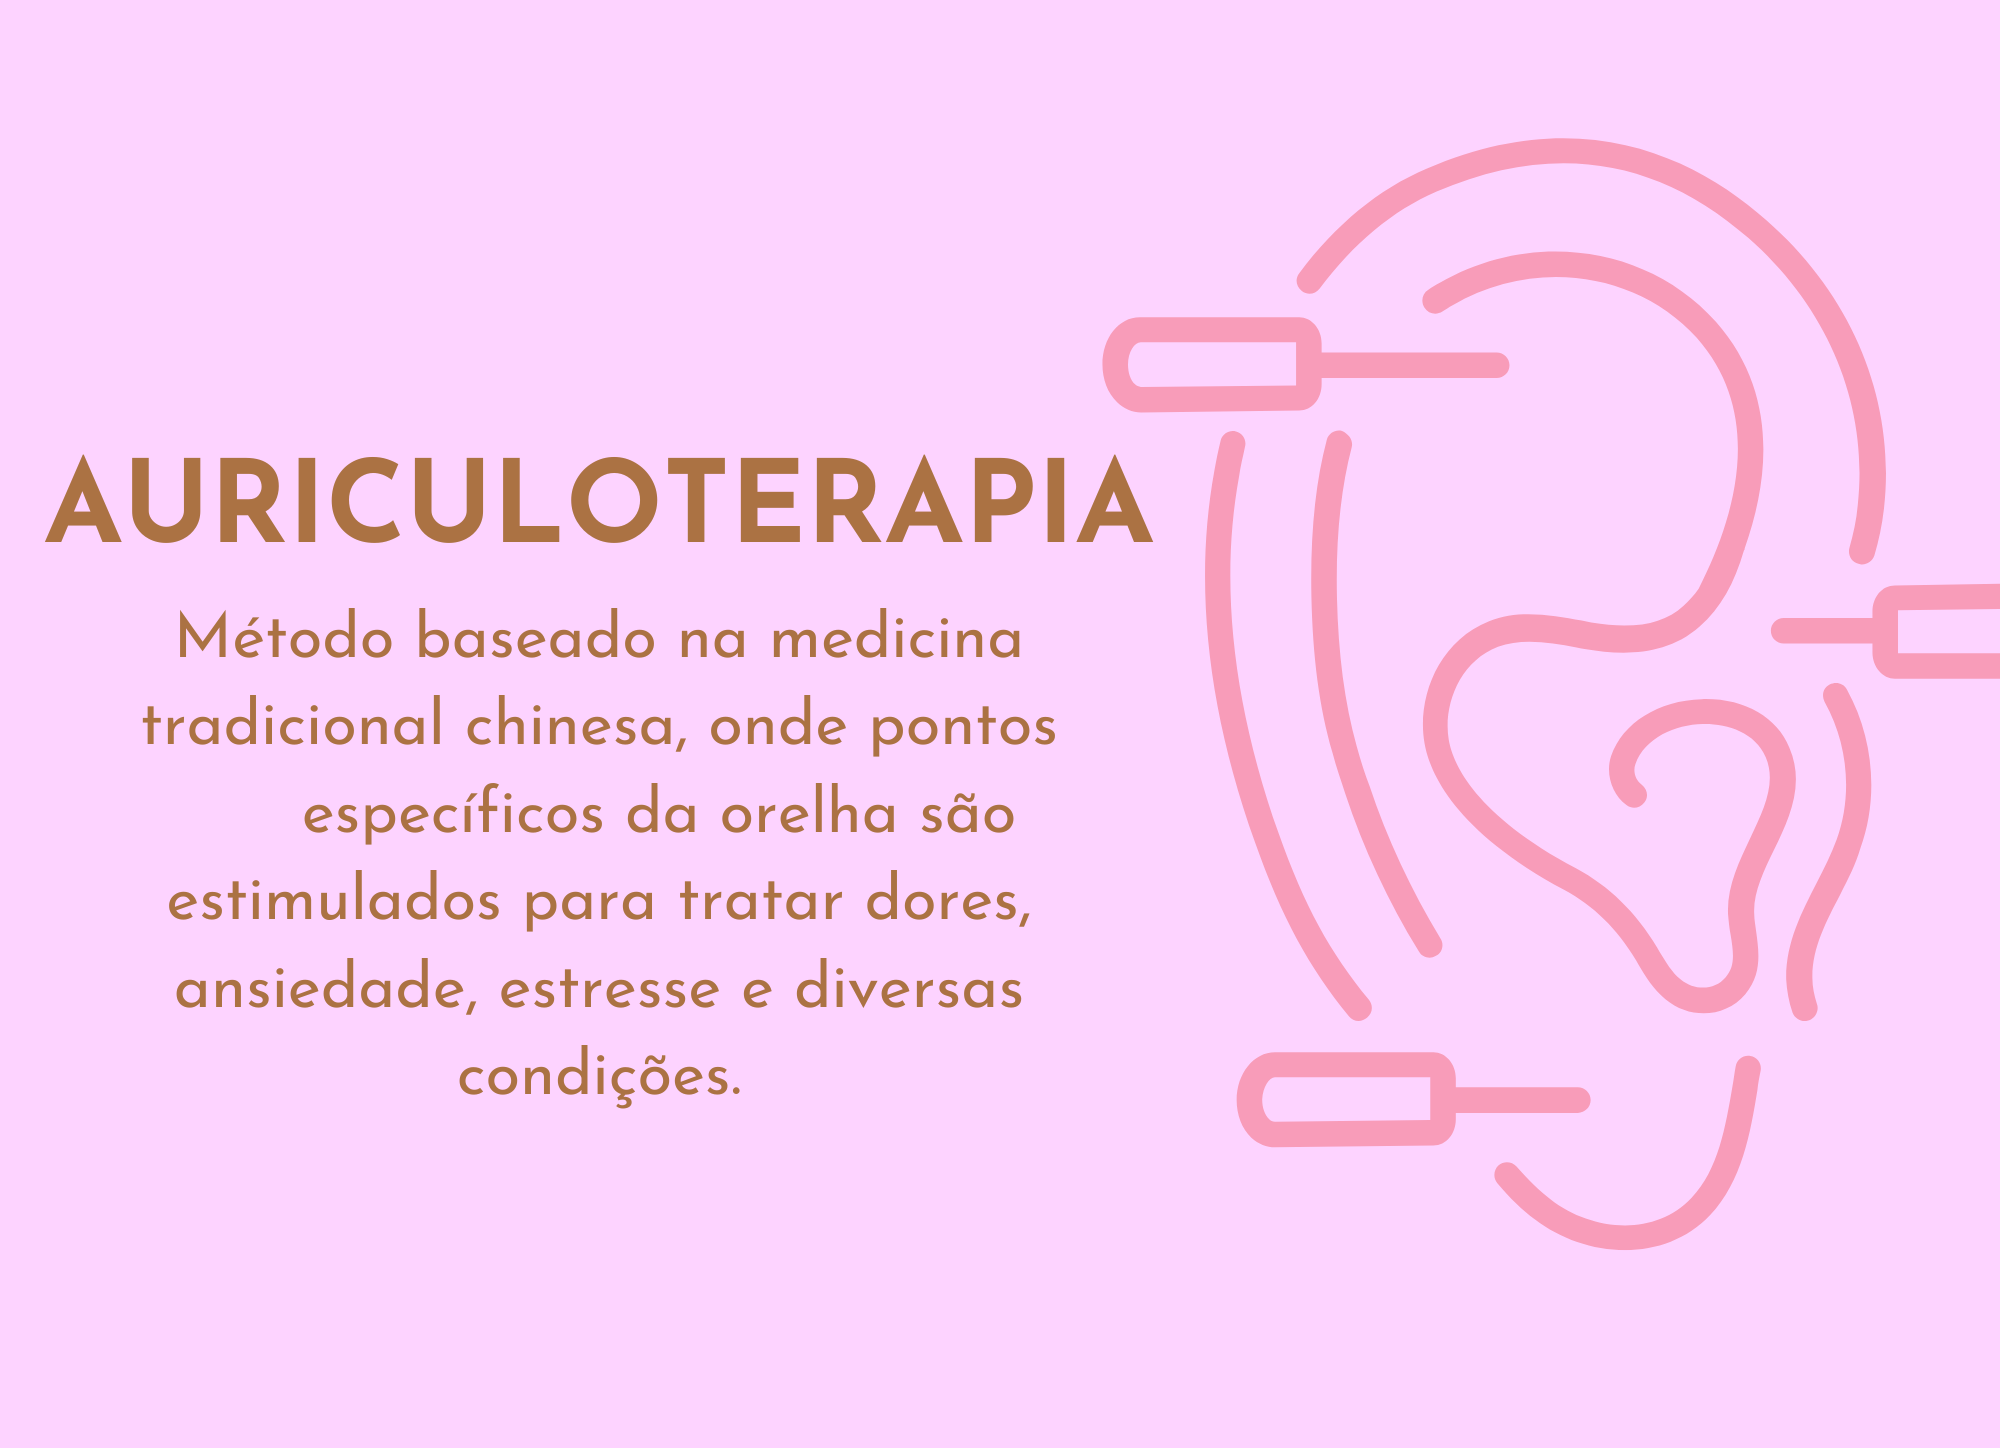 AURICULOTERAPIA
Método baseado na medicina
tradicional chinesa, onde pontos
específicos da orelha são
estimulados para tratar dores,
ansiedade, estresse e diversas
condições.